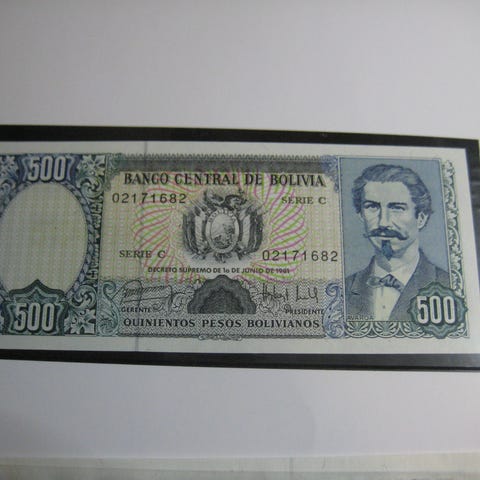 500
BANCO CENTRAL DE BOLIVIA
02171682 SERIE C
SERIE C 02171682
DECRETO SUPREMO DE 1o DE JUNIO DE 1981
GERENTE PRESIDENTE
500 QUINIENTOS PESOS BOLIVIANOS AVAROA 500